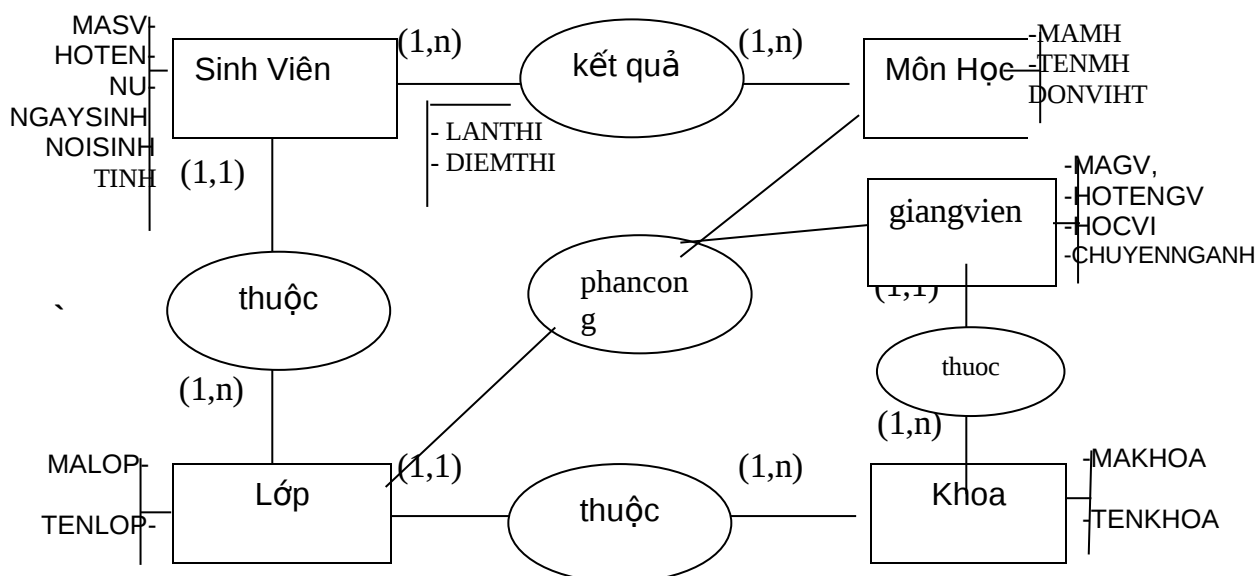 MASV-
HOTEN-
NU-
NGAYSINH
NOISINH
TINH
Sinh Viên
(1,n)
kết quả
(1,n)
Môn Học
-MAMH
-TENMH
DONVIHT
- LANTHI
- DIEMTHI
(1,1)
giangvien
-MAGV,
-HOTENGV
-HOCVI
-CHUYENNGANH
thuộc
`
phancon
g
(1,1)
thuoc
(1,n)
(1,n)
MALOP-
TENLOP-
Lớp
(1,1)
thuộc
(1,n)
Khoa
-MAKHOA
-TENKHOA